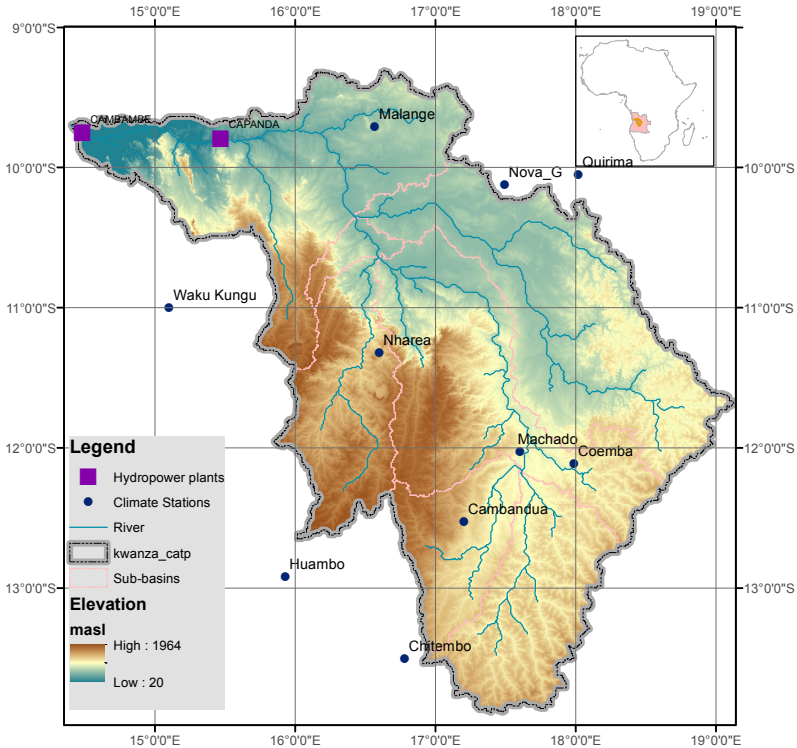 15°0'0"E 16°0'0"E 17°0'0"E 18°0'0"E 19°0'0"E
9°0'0"S
CAMBAMBE
CAPANDA
Malange
10°0'0"S 10°0'0"S
Nova_G
Quirima
Waku Kungu
11°0'0"S 11°0'0"S
Nharea
12°0'0"S 12°0'0"S
Machado
Coemba
Cambandua
Huambo
13°0'0"S 13°0'0"S
Chitembo
Legend
Hydropower plants
Climate Stations
River
kwanza_catp
Sub-basins
Elevation
masl
High : 1964
Low : 20
15°0'0"E 16°0'0"E 17°0'0"E 18°0'0"E 19°0'0"E